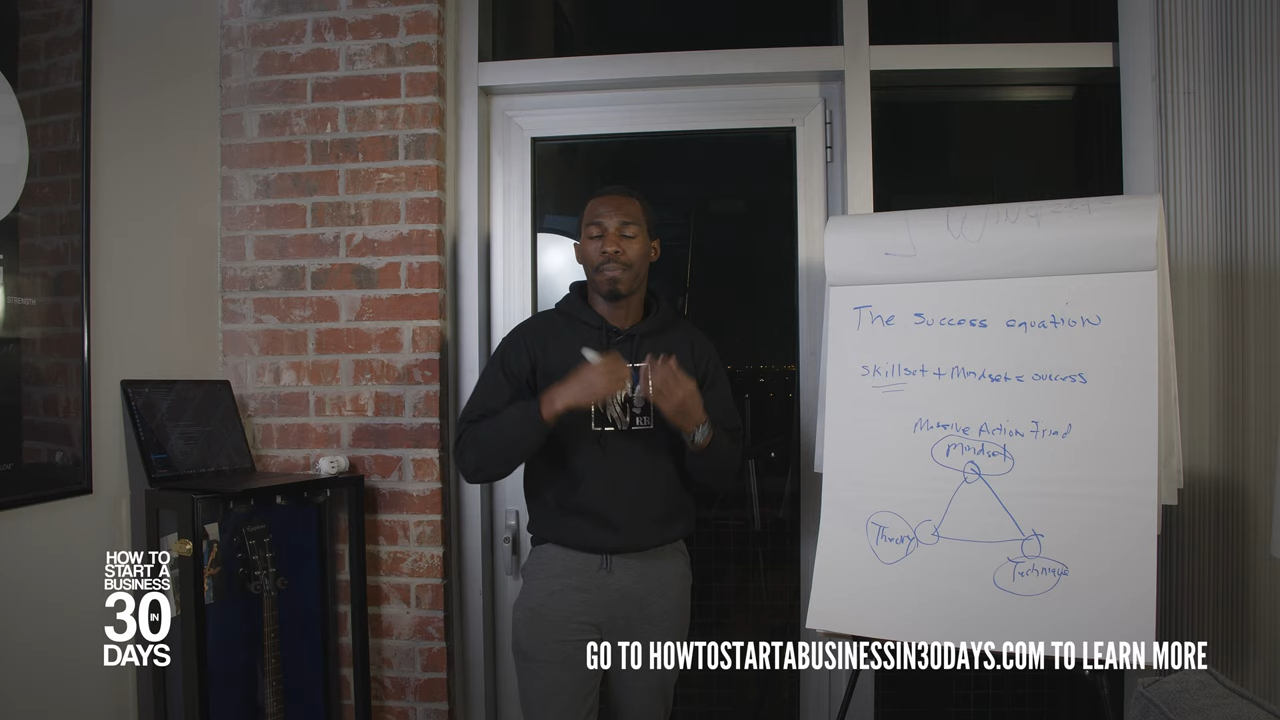 STRENGTH
The success equation
skillset + Mindset = success
Massive Action Triad
Mindset
Theory
Technique
RB
HOW TO
START A
BUSINESS
30 IN
DAYS
GO TO HOWTOSTARTABUSINESSIN30DAYS.COM TO LEARN MORE